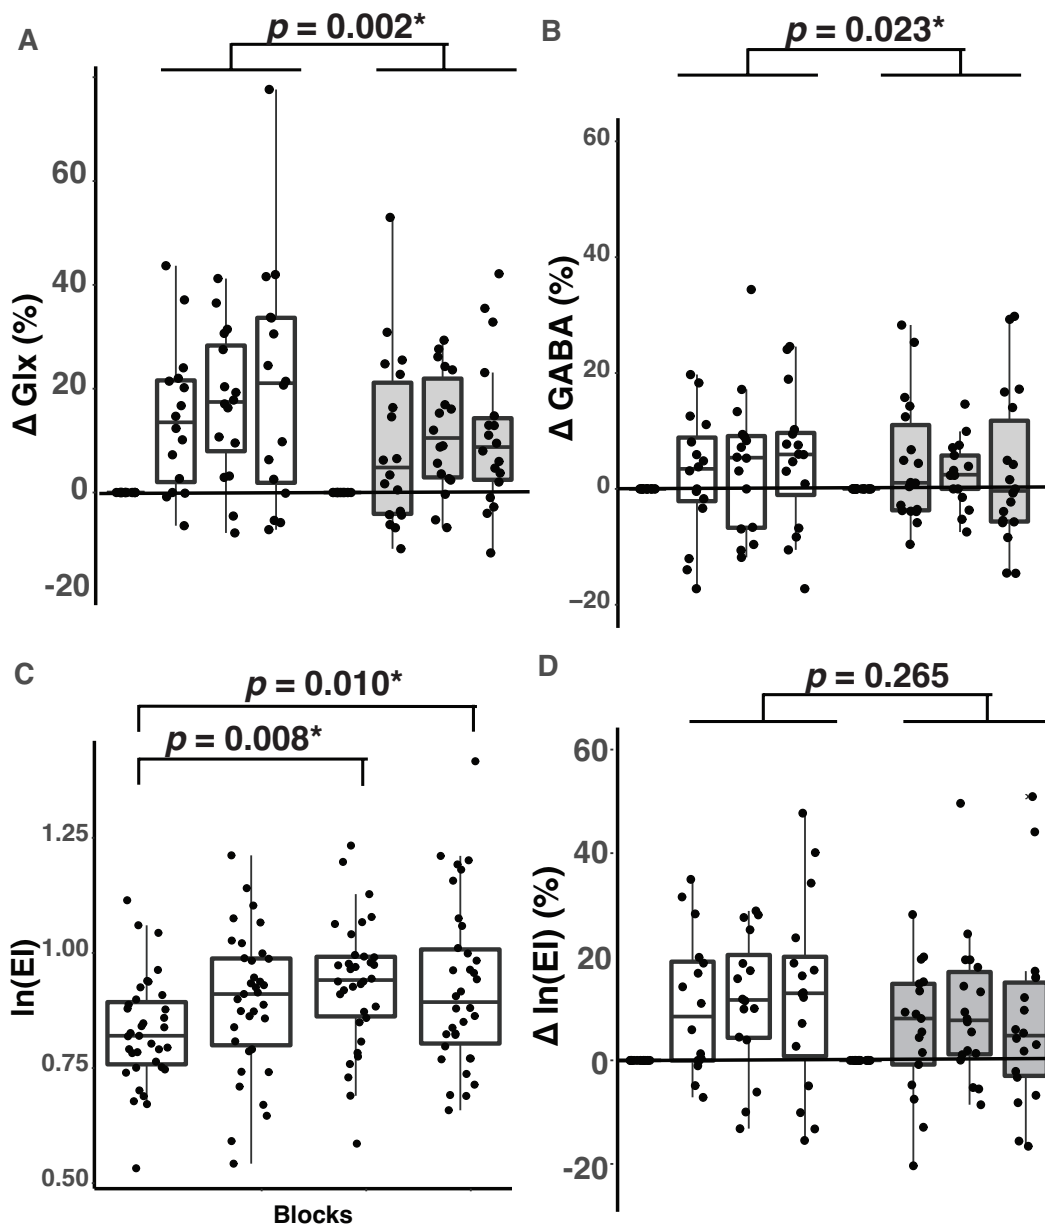 A
p = 0.002*
Δ Glx (%)
60
40
20
0
-20
B
p = 0.023*
Δ GABA (%)
60
40
20
0
−20
C
p = 0.010*
p = 0.008*
ln(EI)
1.25
1.00
0.75
0.50
Blocks
D
p = 0.265
Δ ln(EI) (%)
60
40
20
0
-20